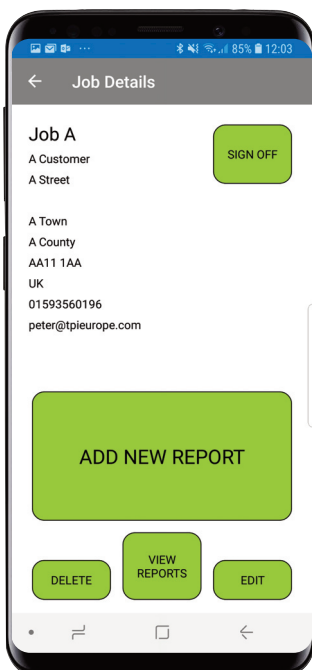 85% 12:03
Job Details
Job A
SIGN OFF
A Customer
A Street
A Town
A County
AA11 1AA
UK
01593560196
peter@tpieurope.com
ADD NEW REPORT
VIEW
REPORTS
DELETE
EDIT